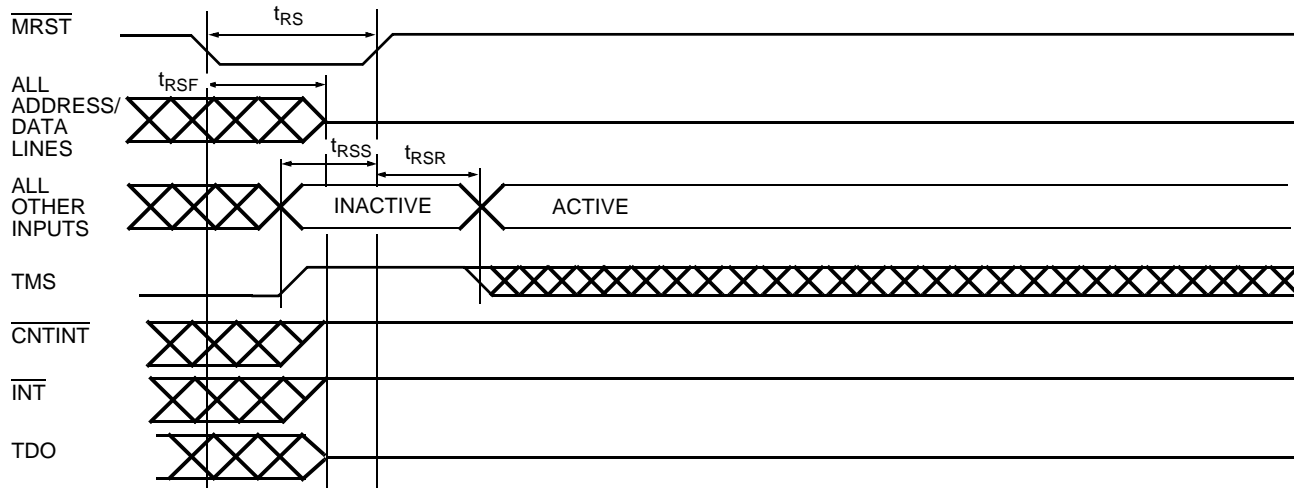 MRST
tRS
tRSF
ALL
ADDRESS/
DATA
LINES
tRSS
tRSR
ALL
OTHER
INPUTS
INACTIVE
ACTIVE
TMS
CNTINT
INT
TDO